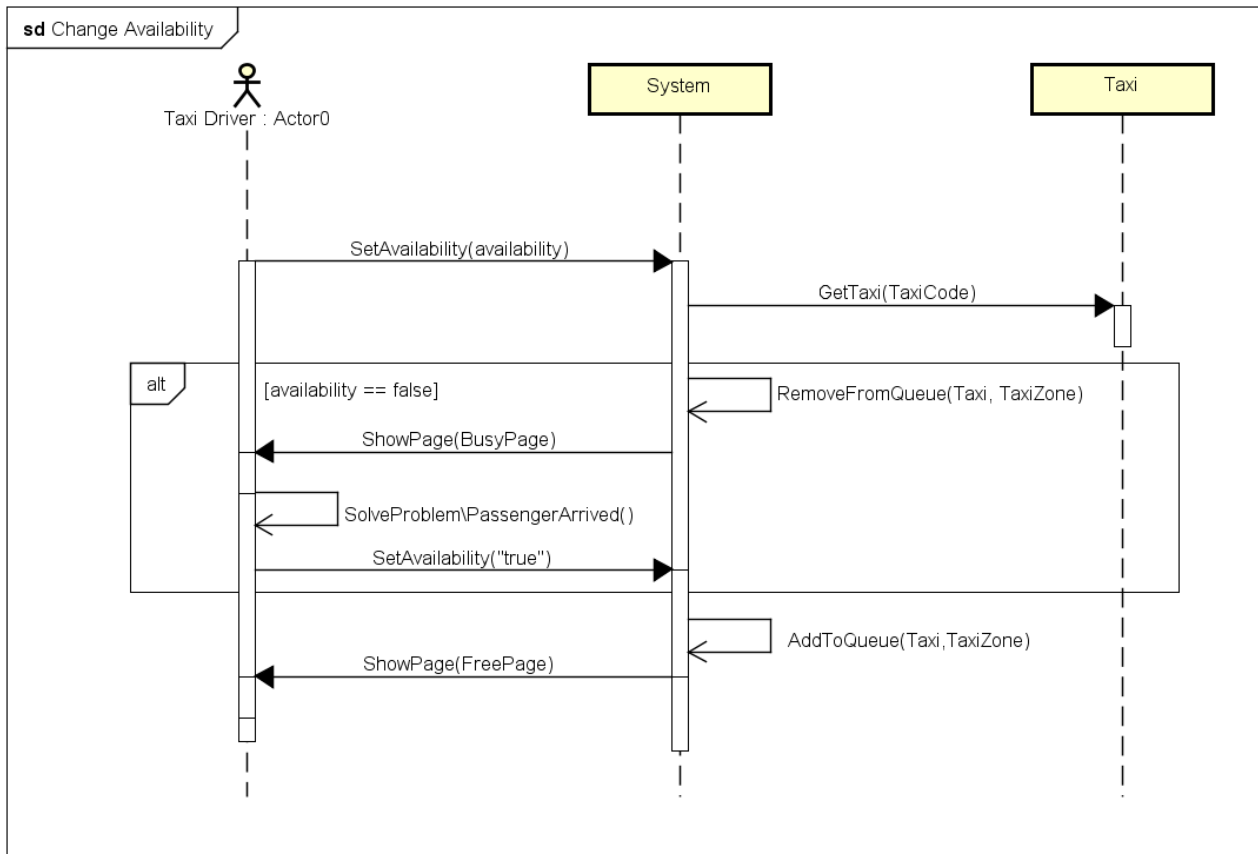 sd Change Availability
Taxi Driver : Actor0
System
Taxi
SetAvailability(availability)
GetTaxi(TaxiCode)
alt
[availability == false]
RemoveFromQueue(Taxi, TaxiZone)
ShowPage(BusyPage)
SolveProblem\PassengerArrived()
SetAvailability("true")
AddToQueue(Taxi,TaxiZone)
ShowPage(FreePage)